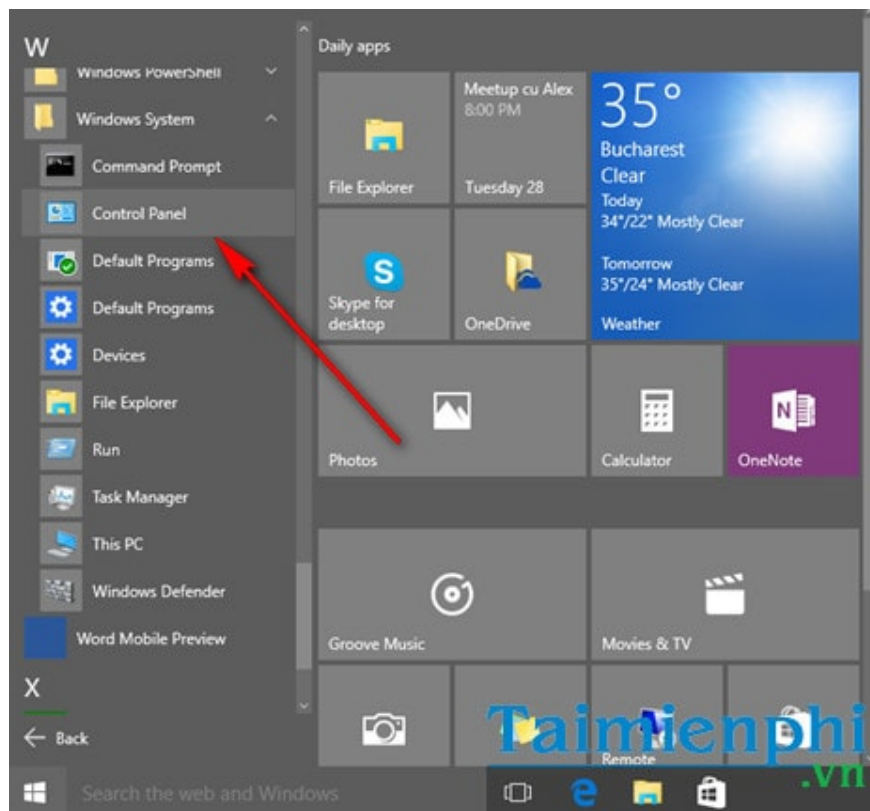 W
Windows PowerShell
Windows System
Command Prompt
Control Panel
Default Programs
Default Programs
Devices
File Explorer
Run
Task Manager
This PC
Windows Defender
Word Mobile Preview
X
Back
Search the web and Windows
Daily apps
File Explorer
Meetup cu Alex
8:00 PM
Tuesday 28
35°
Bucharest
Clear
Today
34°/22° Mostly Clear
Tomorrow
35°/24° Mostly Clear
Weather
Skype for
desktop
OneDrive
Photos
Calculator
OneNote
Groove Music
Movies & TV
Remote
Taimienphi
.vn